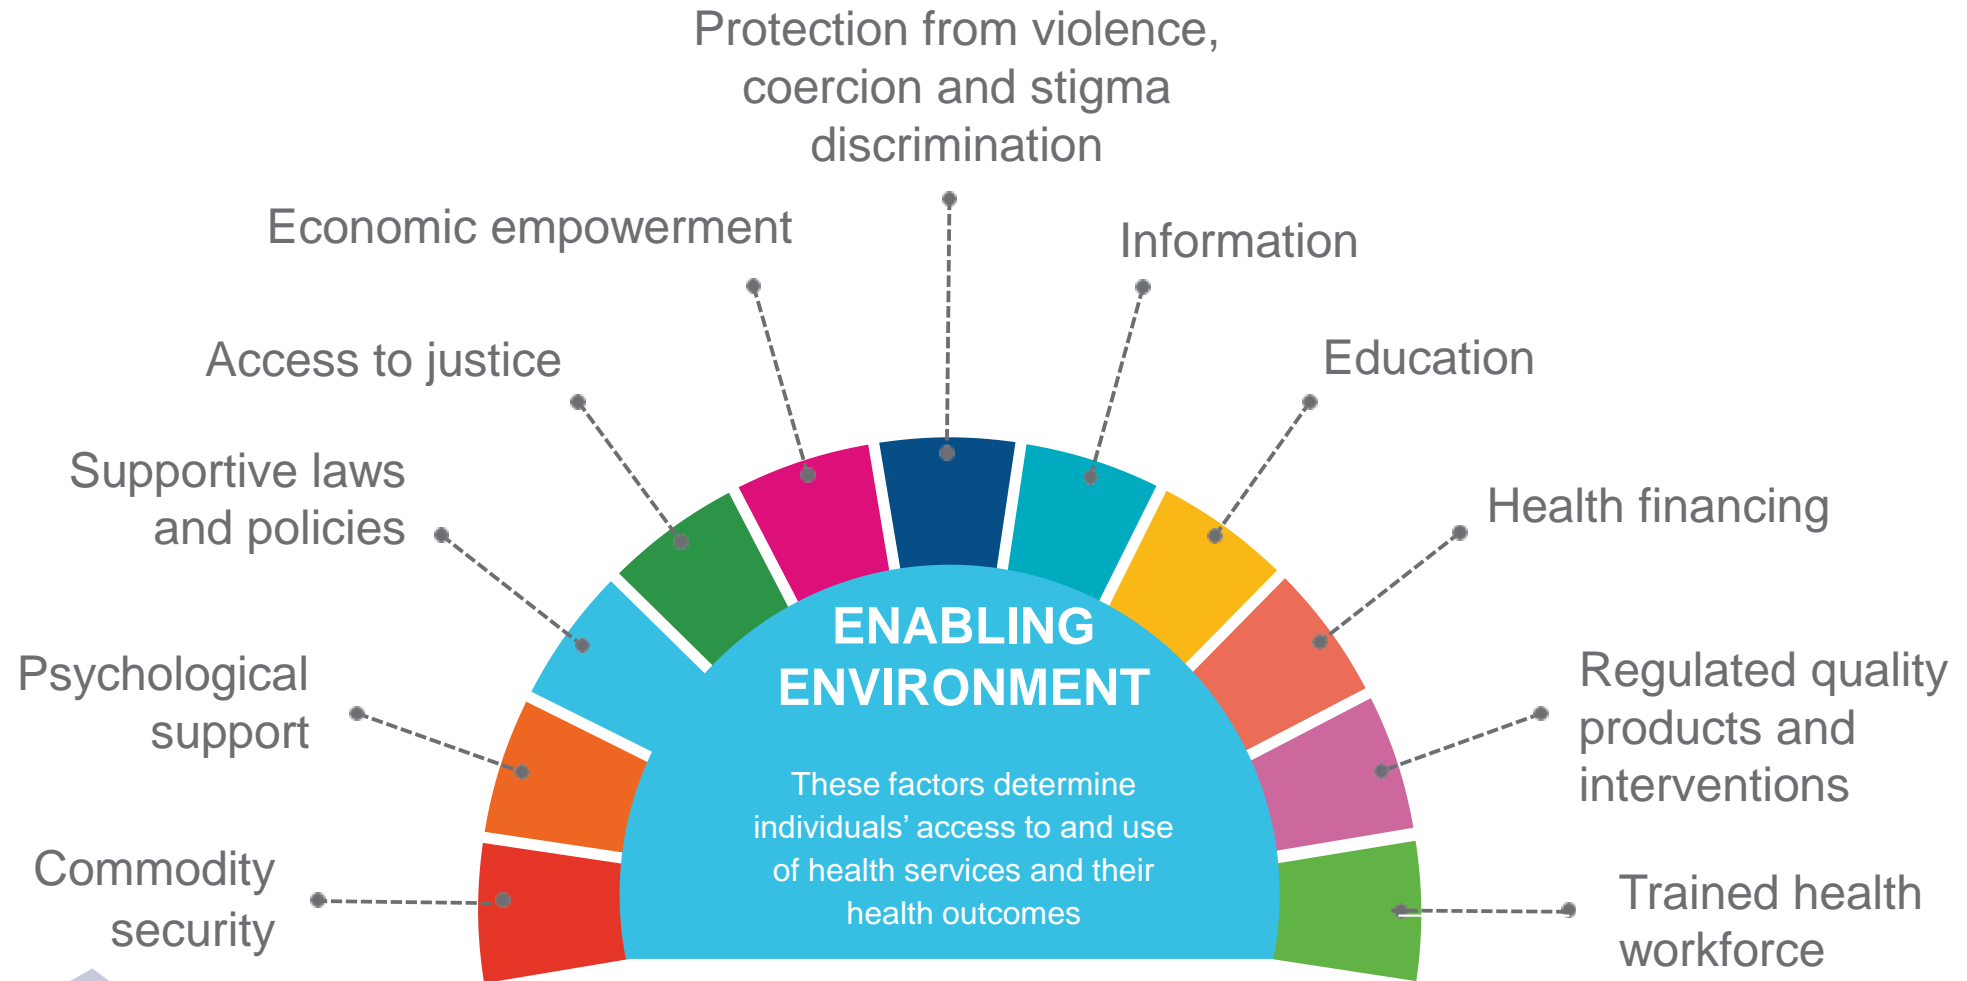 Protection from violence,
coercion and stigma
discrimination
Economic empowerment
Information
Access to justice
Education
Supportive laws
and policies
Health financing
Psychological
support
Regulated quality
products and
interventions
Commodity
security
Trained health
workforce
ENABLING
ENVIRONMENT
These factors determine
individuals’ access to and use
of health services and their
health outcomes